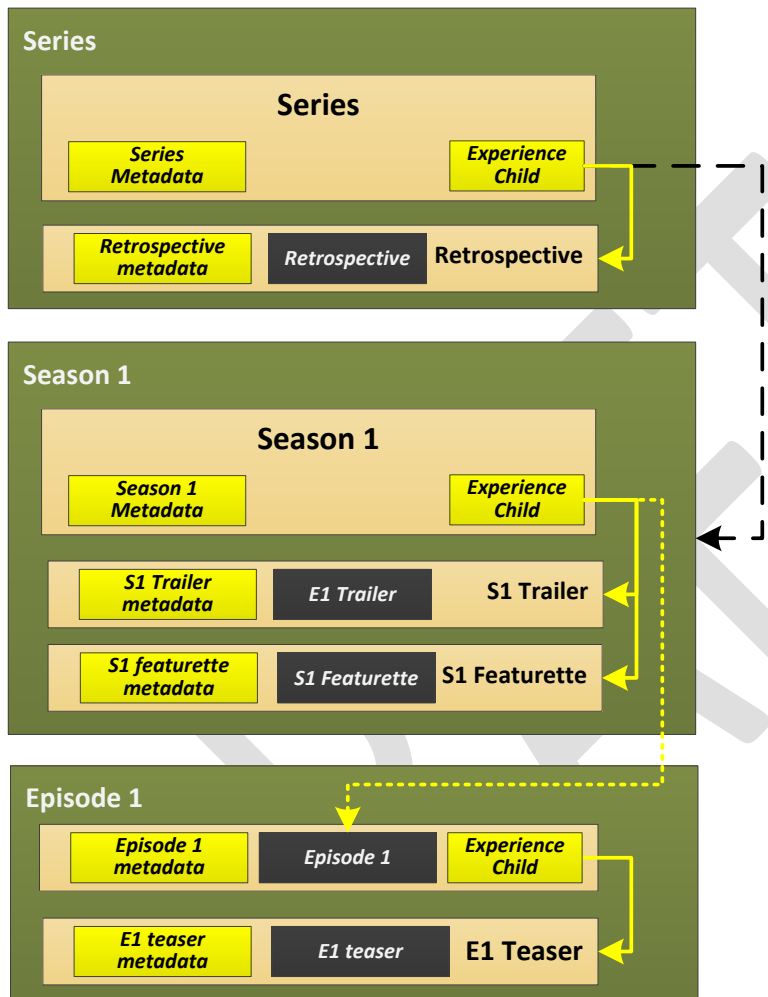 Series
Series
Series
Metadata
Experience
Child
Retrospective
metadata
Retrospective
Retrospective
Season 1
Season 1
Season 1
Metadata
Experience
Child
S1 Trailer
metadata
E1 Trailer
S1 Trailer
S1 featurette
metadata
S1 Featurette
S1 Featurette
Episode 1
Episode 1
metadata
Episode 1
Experience
Child
E1 teaser
metadata
E1 teaser
E1 Teaser